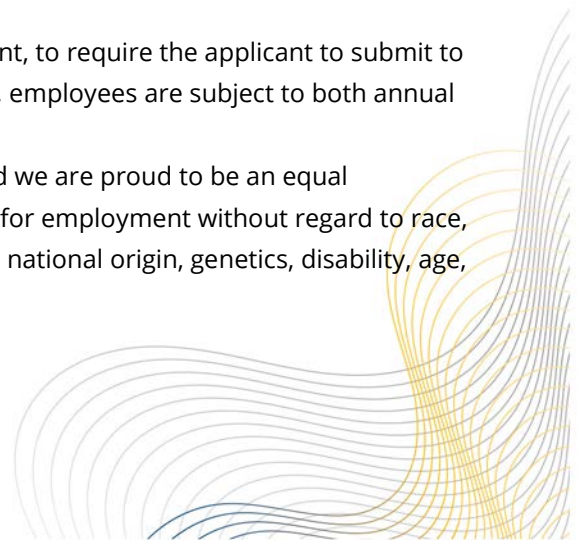 nt, to require the applicant to submit to
employees are subject to both annual
d we are proud to be an equal
for employment without regard to race,
national origin, genetics, disability, age,